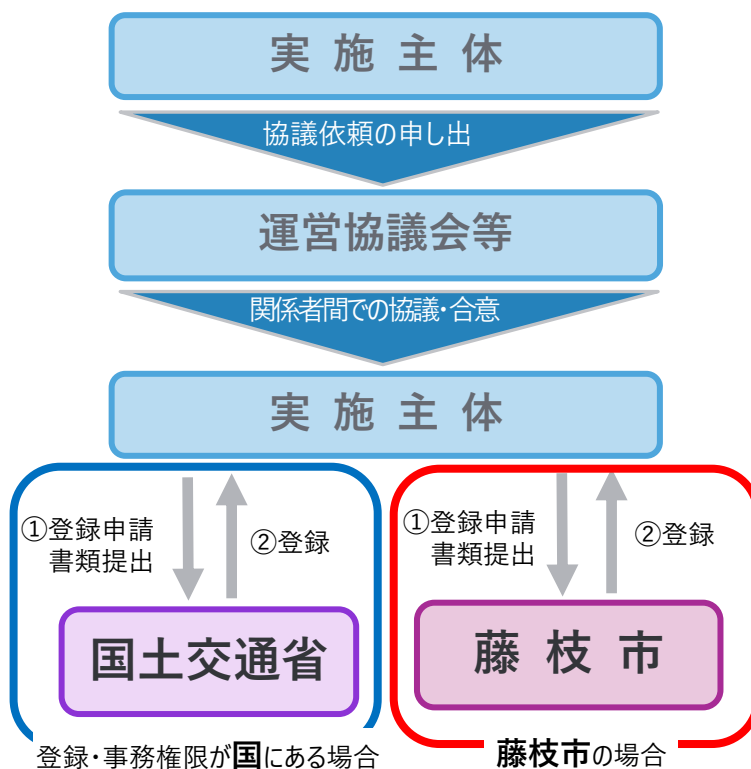 実施主体
協議依頼の申し出
運営協議会等
関係者間での協議・合意
実施主体
①登録申請
書類提出
②登録
国土交通省
登録・事務権限が国にある場合
①登録申請
書類提出
②登録
藤枝市
藤枝市の場合